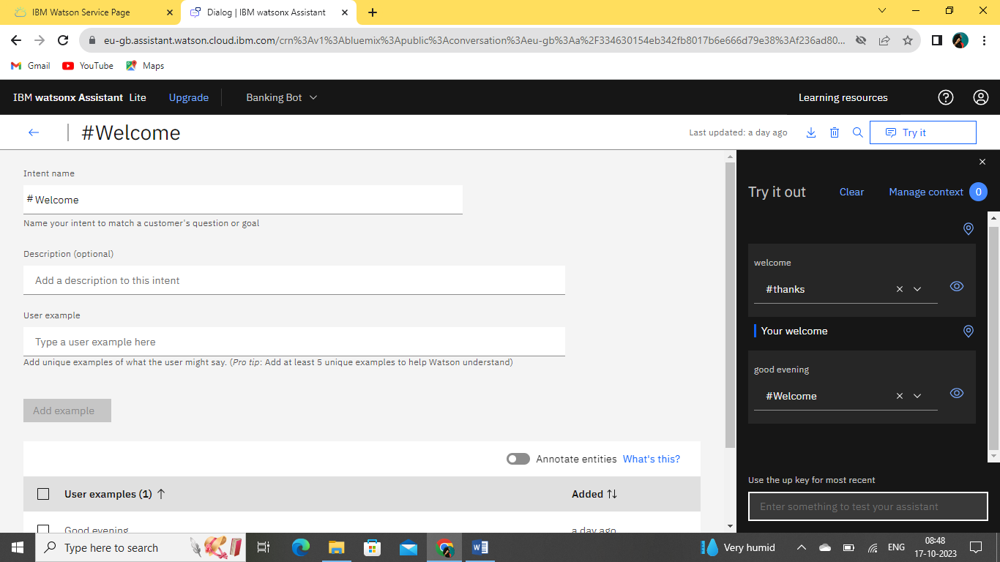 IBM Watson Service Page
Dialog | IBM watsonx Assistant
eu-gb.assistant.watson.cloud.ibm.com/crn%3Av1%3Abluemix%3Apublic%3Aconversation%3Aeu-gb%3Aa%2F334630154eb342fb8017b6e666d79e38%3Af236ad80...
Gmail YouTube Maps
IBM watsonx Assistant Lite Upgrade Banking Bot Learning resources
#Welcome
Last updated: a day ago
Try it
Intent name
# Welcome
Name your intent to match a customer's question or goal
Description (optional)
Add a description to this intent
User example
Type a user example here
Add unique examples of what the user might say. (Pro tip: Add at least 5 unique examples to help Watson understand)
Add example
Annotate entities What's this?
User examples (1) Added
Good evening a day ago
Try it out Clear Manage context 0
welcome
#thanks
Your welcome
good evening
#Welcome
Use the up key for most recent
Enter something to test your assistant
Type here to search
Very humid
ENG
08:48
17-10-2023